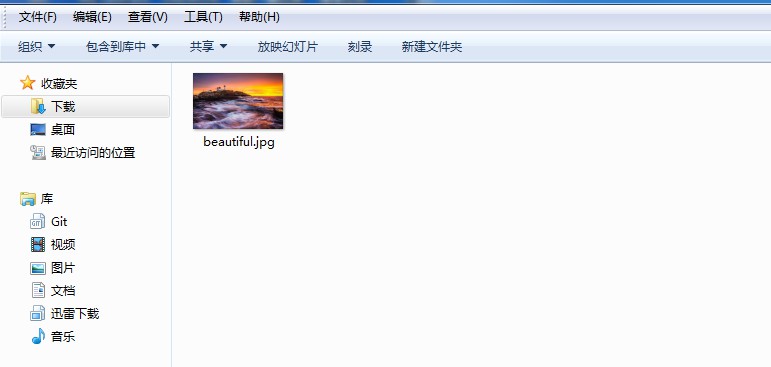 文件(F) 编辑(E) 查看(V) 工具(T) 帮助(H)
组织 包含到库中 共享 放映幻灯片 刻录 新建文件夹
收藏夹
下载
桌面
最近访问的位置
库
Git
视频
图片
文档
迅雷下载
音乐
beautiful.jpg